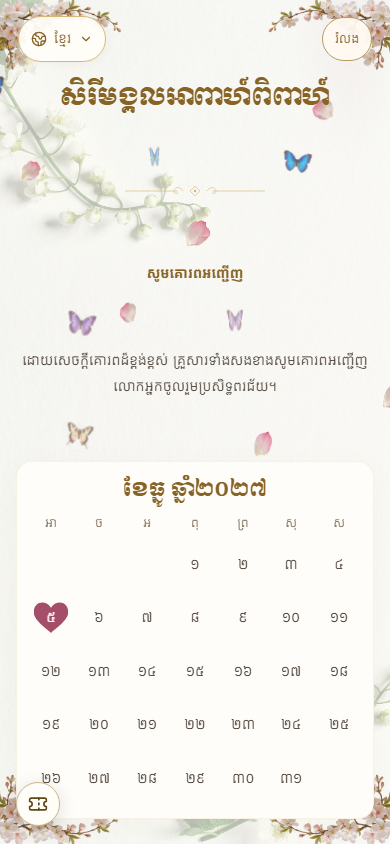 ខ្មែរ
រំលង
សិរីមង្គលអាពាហ៍ពិពាហ៍
សូមគោរពអញ្ជើញ
ដោយសេចក្តីគោរពដ៏ខ្ពង់ខ្ពស់ គ្រួសារទាំងសងខាងសូមគោរពអញ្ជើញ
លោកអ្នកចូលរួមប្រសិទ្ធពរជ័យ។
ខែធ្នូ ឆ្នាំ២០២៧
អា ច អ ពុ ព្រ សុ ស
១ ២ ៣ ៤
៥ ៦ ៧ ៨ ៩ ១០ ១១
១២ ១៣ ១៤ ១៥ ១៦ ១៧ ១៨
១៩ ២០ ២១ ២២ ២៣ ២៤ ២៥
២៦ ២៧ ២៨ ២៩ ៣០ ៣១